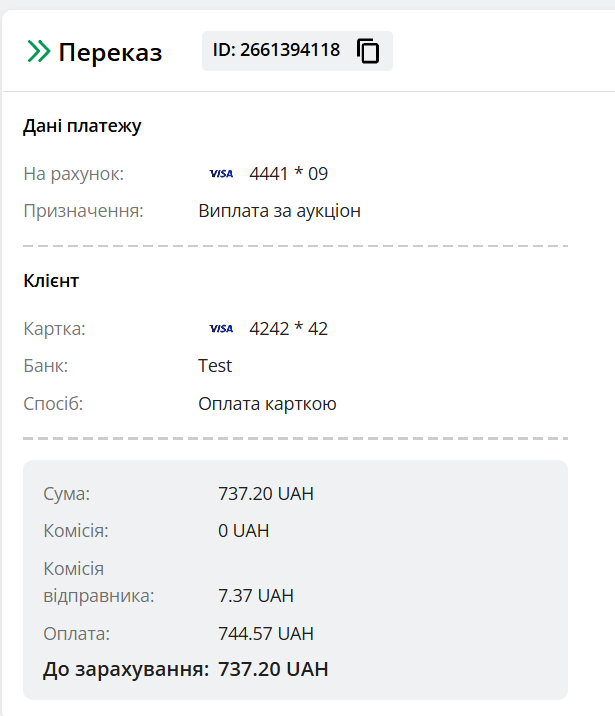 Переказ ID: 2661394118
Дані платежу
На рахунок: VISA 4441 * 09
Призначення: Виплата за аукціон
Клієнт
Картка: VISA 4242 * 42
Банк: Test
Спосіб: Оплата карткою
Сума: 737.20 UAH
Комісія: 0 UAH
Комісія
відправника: 7.37 UAH
Оплата: 744.57 UAH
До зарахування: 737.20 UAH